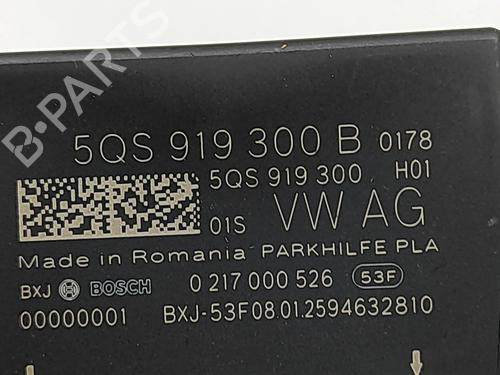 B-PARTS
5QS 919 300 B 0178
5QS 919 300 H01
01S VW AG
Made in Romania PARKHILFE PLA
BXJ BOSCH 0 217 000 526 53F
00000001 BXJ-53F08.01.2594632810